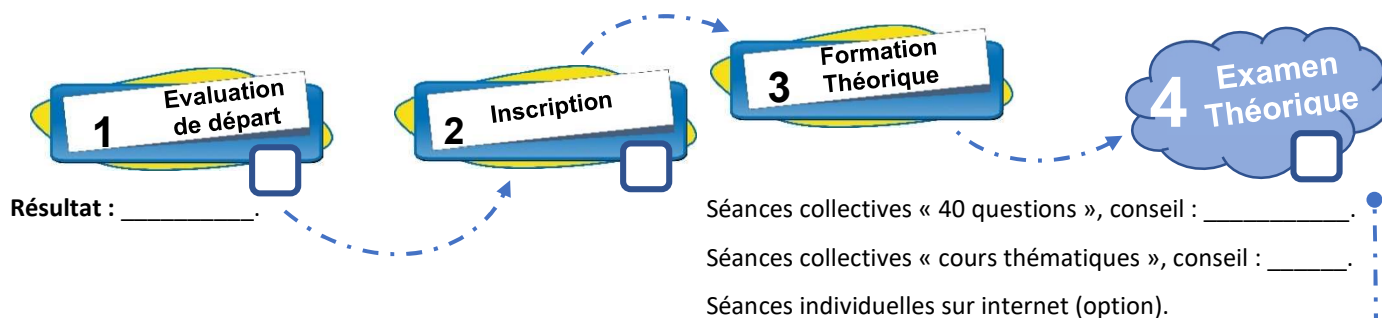 1 Evaluation
de départ
2 Inscription
3 Formation
Théorique
4 Examen
Théorique
Résultat : __________.
Séances collectives « 40 questions », conseil : ___________.
Séances collectives « cours thématiques », conseil : ______.
Séances individuelles sur internet (option).